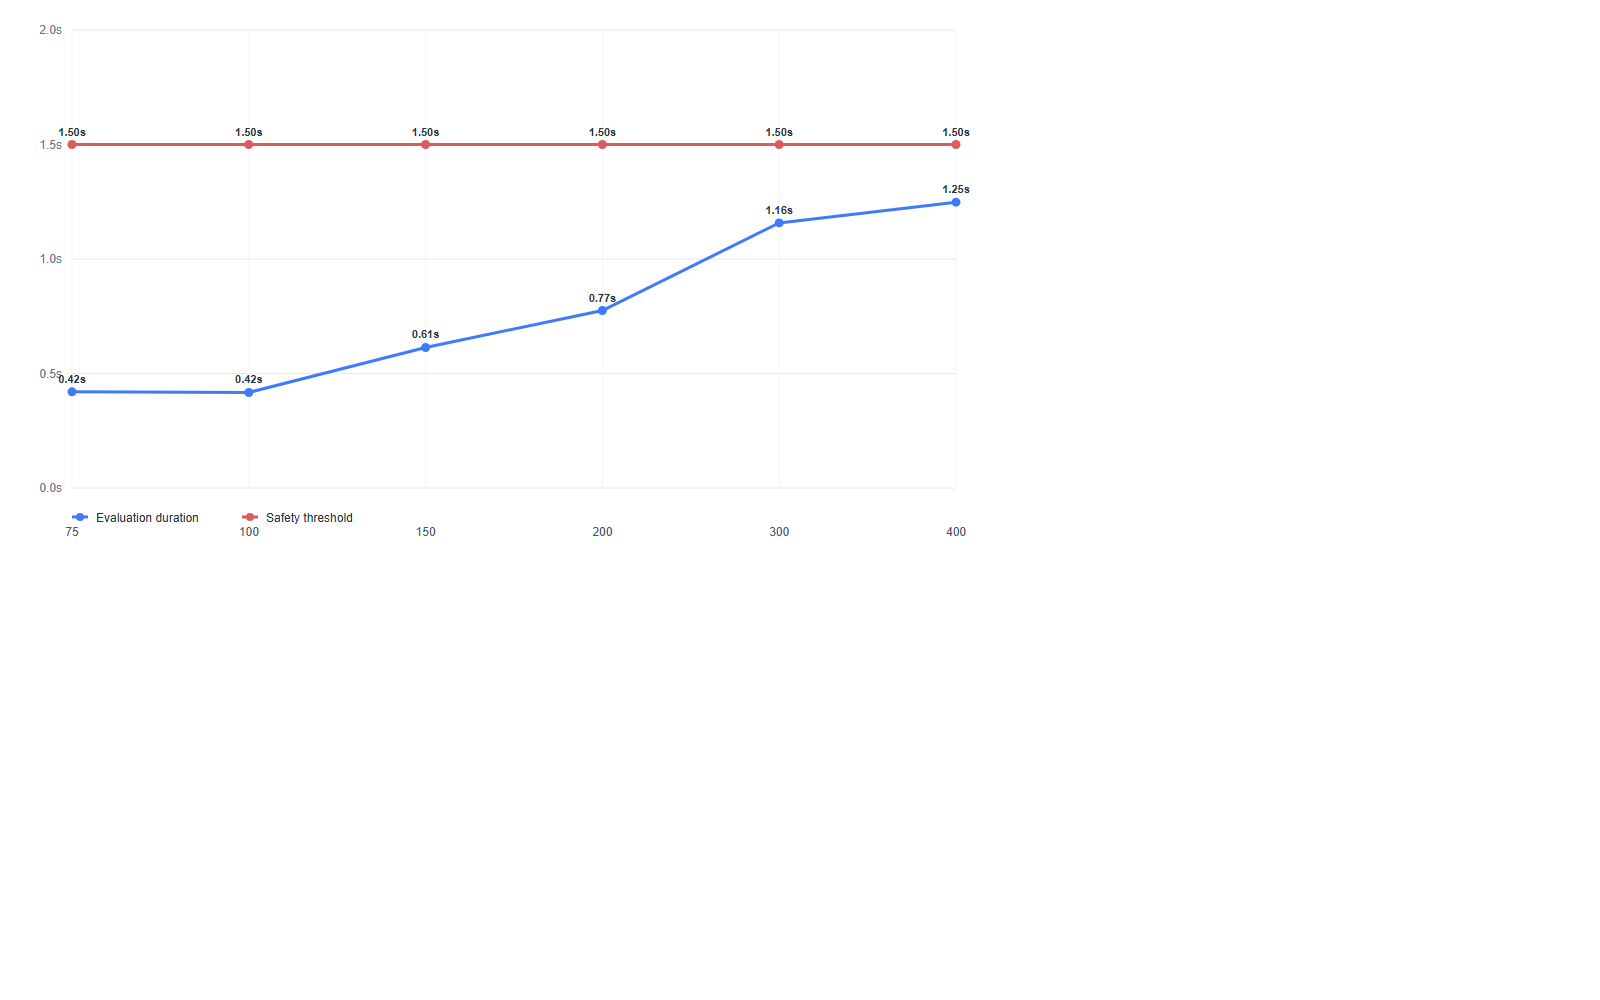 2.0s
1.50s 1.50s 1.50s 1.50s 1.50s 1.50s
1.5s
1.25s
1.16s
1.0s
0.77s
0.61s
0.5s
0.42s 0.42s
0.0s
Evaluation duration Safety threshold
75 100 150 200 300 400